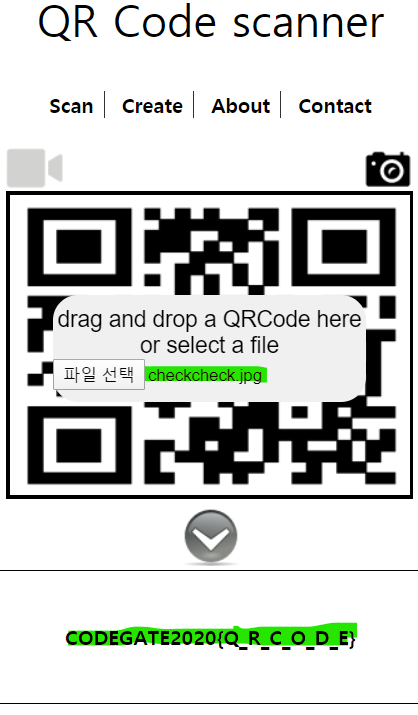 QR Code scanner
Scan Create About Contact
drag and drop a QRCode here
or select a file
파일 선택 checkcheck.jpg
CODEGATE2020{Q_R_C_O_D_E}